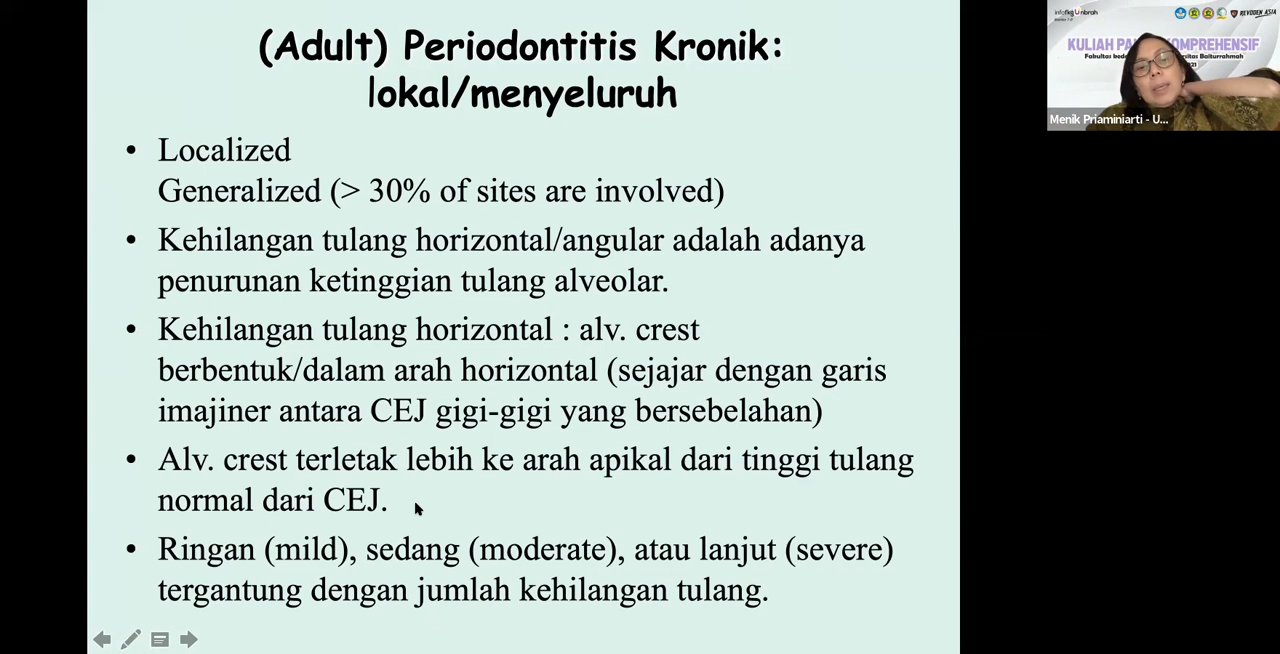 (Adult) Periodontitis Kronik:
lokal/menyeluruh
• Localized
Generalized (> 30% of sites are involved)
• Kehilangan tulang horizontal/angular adalah adanya
penurunan ketinggian tulang alveolar.
• Kehilangan tulang horizontal : alv. crest
berbentuk/dalam arah horizontal (sejajar dengan garis
imajiner antara CEJ gigi-gigi yang bersebelahan)
• Alv. crest terletak lebih ke arah apikal dari tinggi tulang
normal dari CEJ.
• Ringan (mild), sedang (moderate), atau lanjut (severe)
tergantung dengan jumlah kehilangan tulang.
REVODEN ASIA
KULIAH PA OMPREHENSIF
Menik Priaminiarti - U...